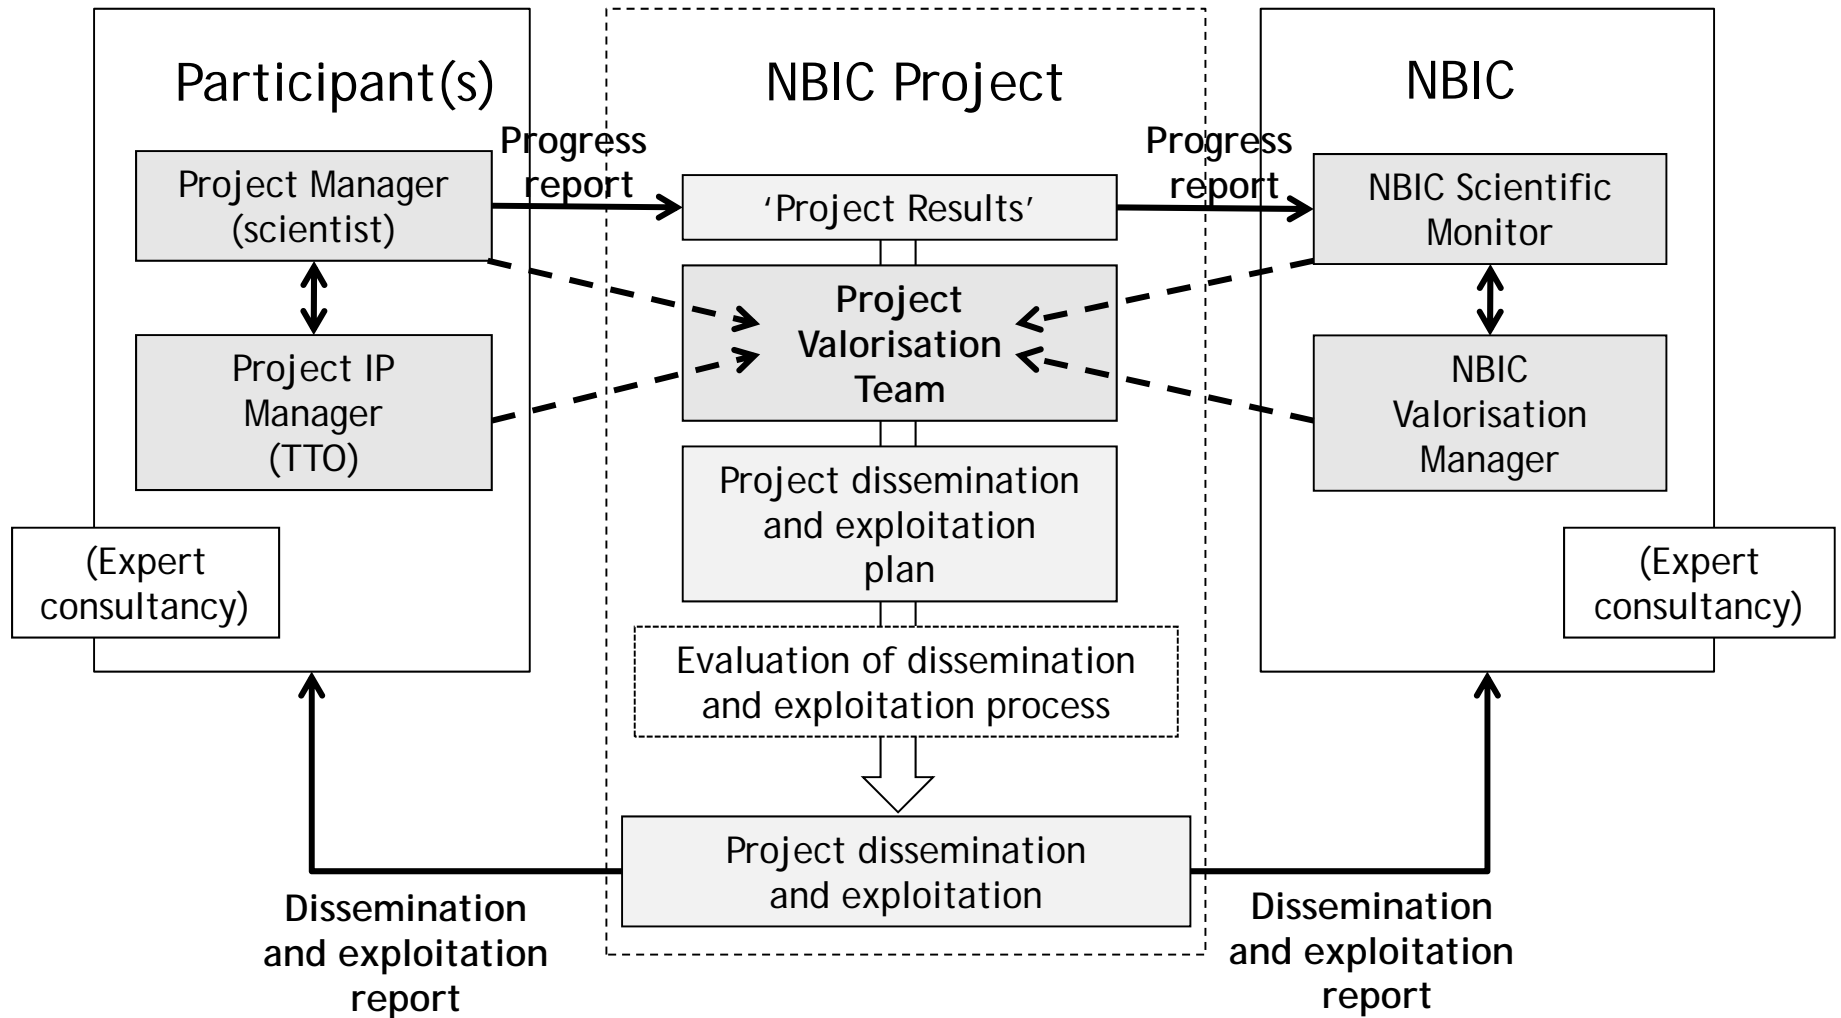 Participant(s)
NBIC Project
NBIC
Progress
report
Progress
report
Project Manager
(scientist)
‘Project Results’
NBIC Scientific
Monitor
Project
Valorisation
Team
Project IP
Manager
(TTO)
NBIC
Valorisation
Manager
Project dissemination
and exploitation
plan
(Expert
consultancy)
(Expert
consultancy)
Evaluation of dissemination
and exploitation process
Project dissemination
and exploitation
Dissemination
and exploitation
report
Dissemination
and exploitation
report